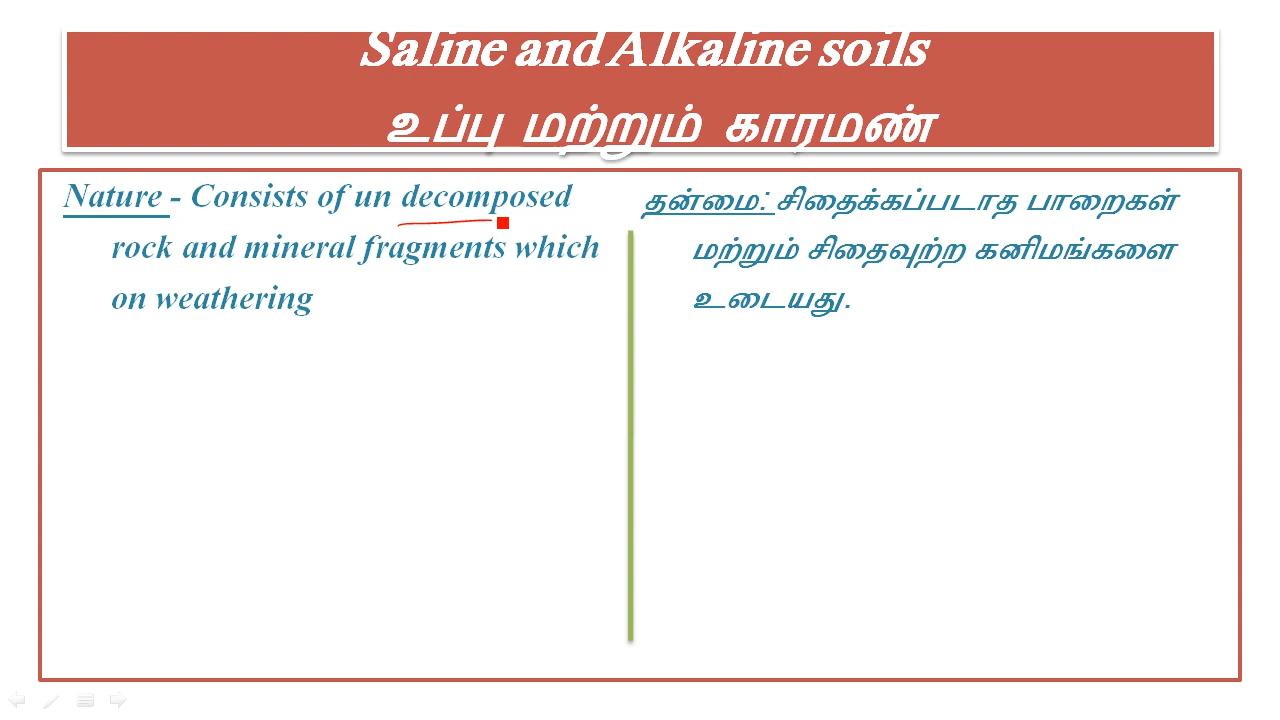 Saline and Alkaline soils
உப்பு மற்றும் காரமண்
Nature - Consists of un decomposed
rock and mineral fragments which
on weathering
தன்மை: சிதைக்கப்படாத பாறைகள்
மற்றும் சிதைவுற்ற கனிமங்களை
உடையது.